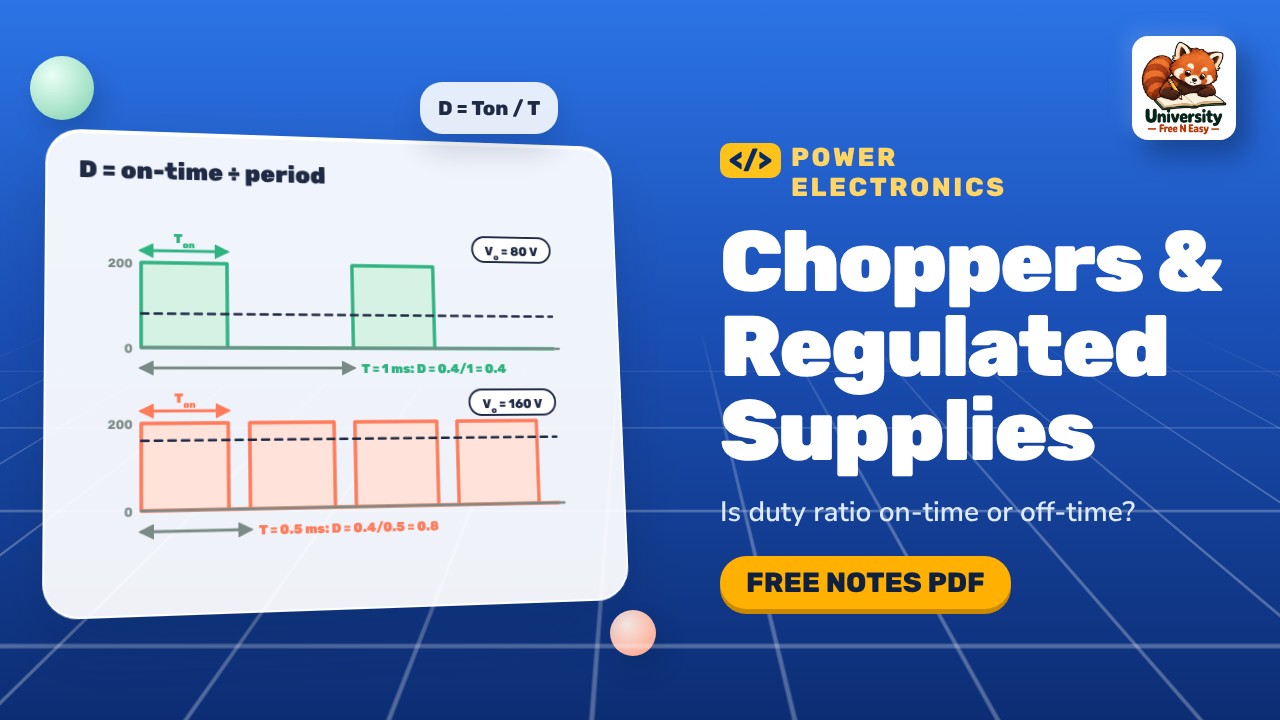 D = Ton / T
D = on-time ÷ period
Ton
200
Vo = 80 V
0
T = 1 ms: D = 0.4/1 = 0.4
Ton
200
Vo = 160 V
0
T = 0.5 ms: D = 0.4/0.5 = 0.8
University
— Free N Easy —
</> POWER
ELECTRONICS
Choppers &
Regulated
Supplies
Is duty ratio on-time or off-time?
FREE NOTES PDF